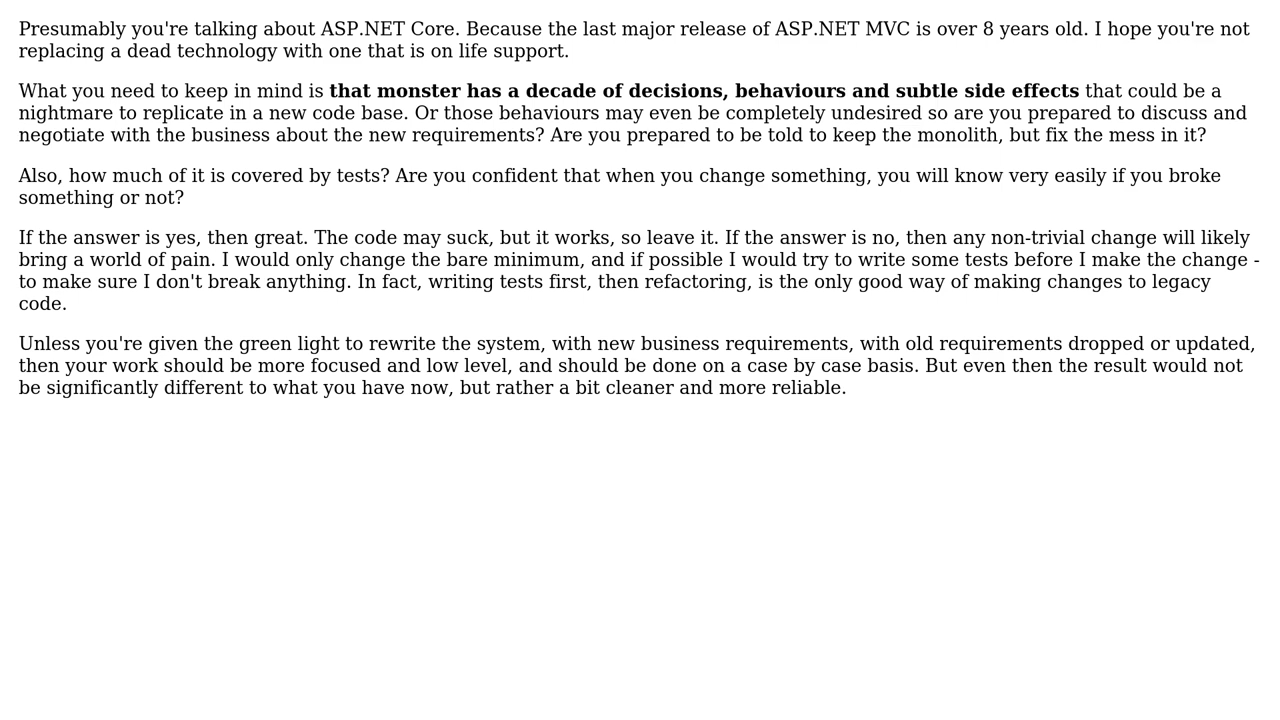 Presumably you're talking about ASP.NET Core. Because the last major release of ASP.NET MVC is over 8 years old. I hope you're not
replacing a dead technology with one that is on life support.
What you need to keep in mind is that monster has a decade of decisions, behaviours and subtle side effects that could be a
nightmare to replicate in a new code base. Or those behaviours may even be completely undesired so are you prepared to discuss and
negotiate with the business about the new requirements? Are you prepared to be told to keep the monolith, but fix the mess in it?
Also, how much of it is covered by tests? Are you confident that when you change something, you will know very easily if you broke
something or not?
If the answer is yes, then great. The code may suck, but it works, so leave it. If the answer is no, then any non-trivial change will likely
bring a world of pain. I would only change the bare minimum, and if possible I would try to write some tests before I make the change -
to make sure I don't break anything. In fact, writing tests first, then refactoring, is the only good way of making changes to legacy
code.
Unless you're given the green light to rewrite the system, with new business requirements, with old requirements dropped or updated,
then your work should be more focused and low level, and should be done on a case by case basis. But even then the result would not
be significantly different to what you have now, but rather a bit cleaner and more reliable.